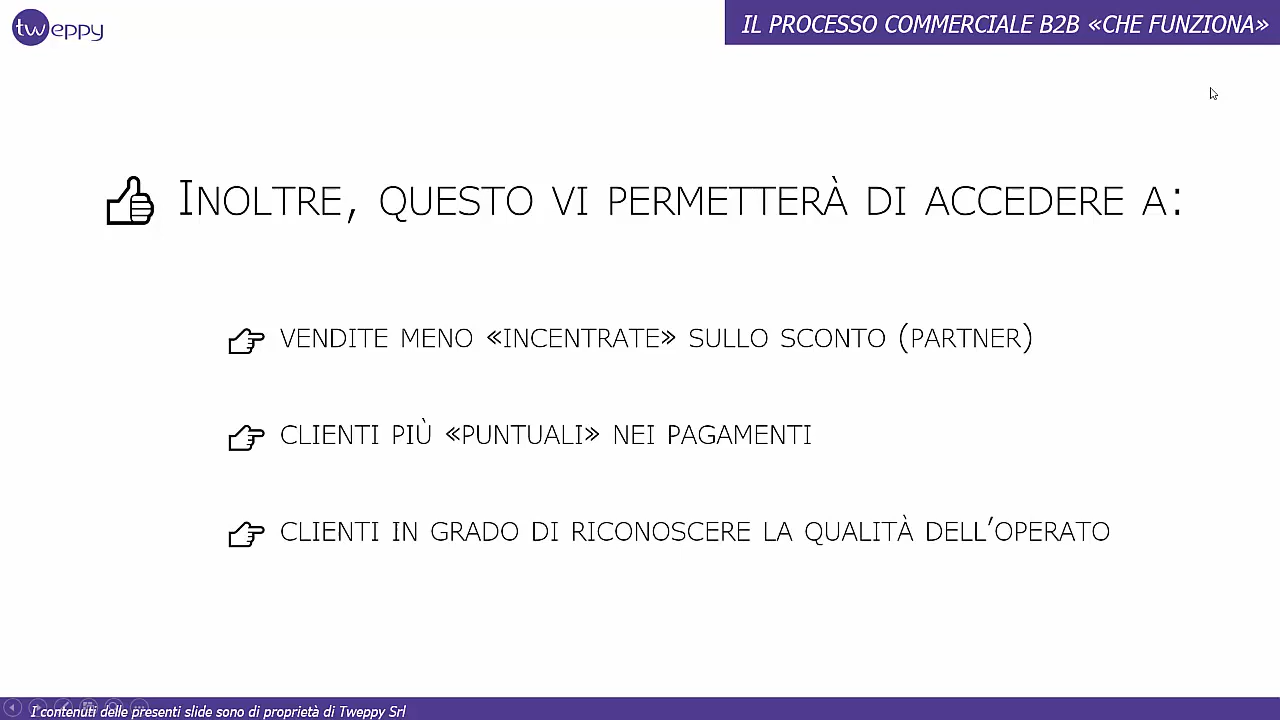 tweppy
IL PROCESSO COMMERCIALE B2B «CHE FUNZIONA»
INOLTRE, QUESTO VI PERMETTERÀ DI ACCEDERE A:
VENDITE MENO «INCENTRATE» SULLO SCONTO (PARTNER)
CLIENTI PIÙ «PUNTUALI» NEI PAGAMENTI
CLIENTI IN GRADO DI RICONOSCERE LA QUALITÀ DELL'OPERATO
I contenuti delle presenti slide sono di proprietà di Tweppy Srl